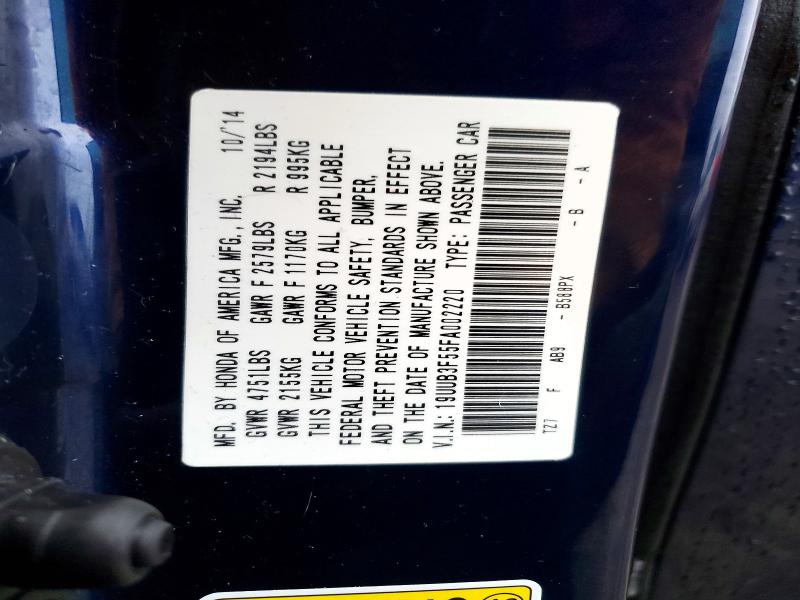 MFD. BY HONDA OF AMERICA MFG., INC. 10/'14
GVWR 4751LBS GAWR F 2579LBS R 2194LBS
GVWR 2155KG GAWR F 1170KG R 995KG
THIS VEHICLE CONFORMS TO ALL APPLICABLE
FEDERAL MOTOR VEHICLE SAFETY, BUMPER,
AND THEFT PREVENTION STANDARDS IN EFFECT
ON THE DATE OF MANUFACTURE SHOWN ABOVE.
V.I.N.: 19UUB3F55FA002220 TYPE: PASSENGER CAR
TZ7 F AB9 - B588PX - B - A